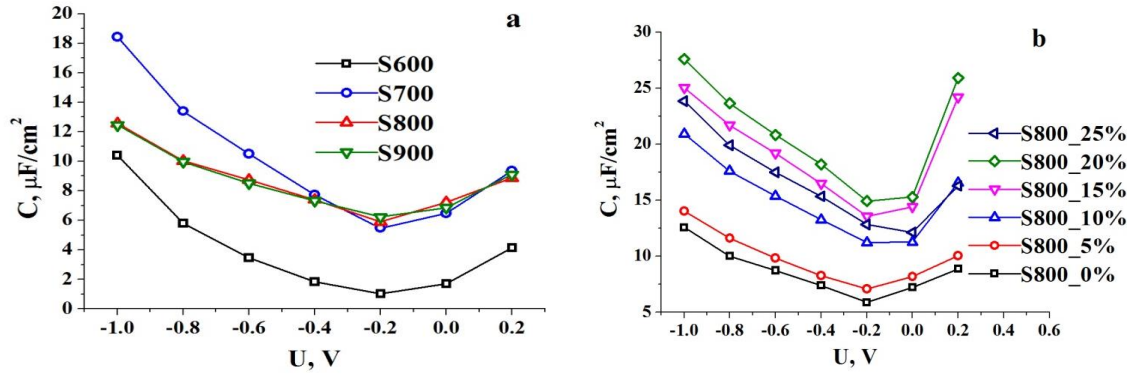 a
20
18
16
14
12
10
8
6
4
2
0
C, μF/cm²
S600
S700
S800
S900
-1.0 -0.8 -0.6 -0.4 -0.2 0.0 0.2
U, V
b
30
25
20
15
10
5
C, μF/cm²
S800_25%
S800_20%
S800_15%
S800_10%
S800_5%
S800_0%
-1.0 -0.8 -0.6 -0.4 -0.2 0.0 0.2 0.4 0.6
U, V